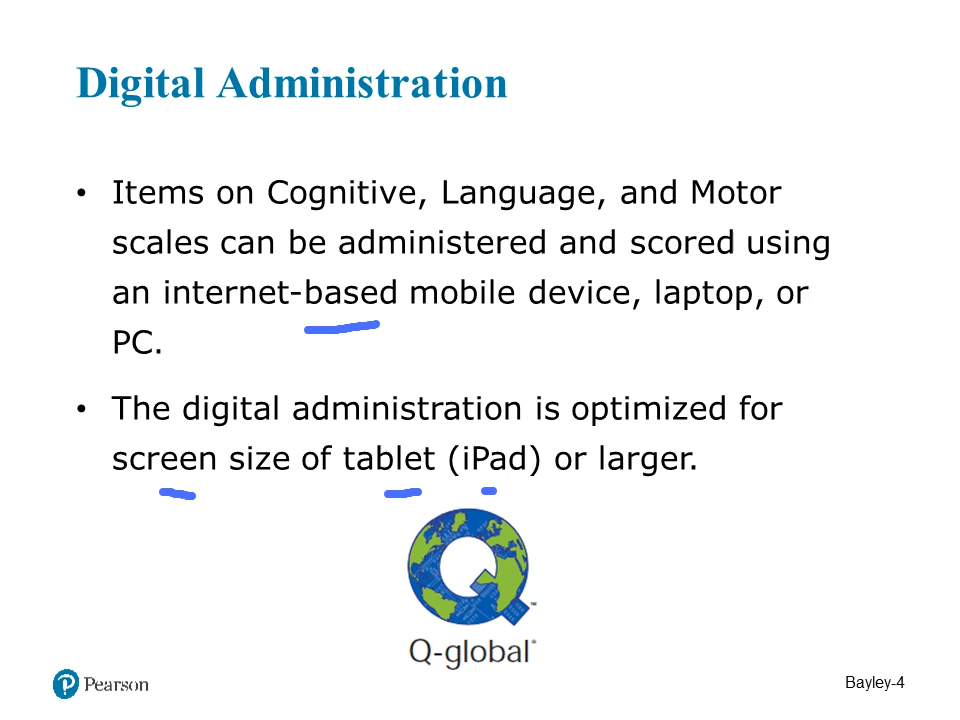 Digital Administration
• Items on Cognitive, Language, and Motor
scales can be administered and scored using
an internet-based mobile device, laptop, or
PC.
• The digital administration is optimized for
screen size of tablet (iPad) or larger.
Q-global®
Pearson
Bayley-4